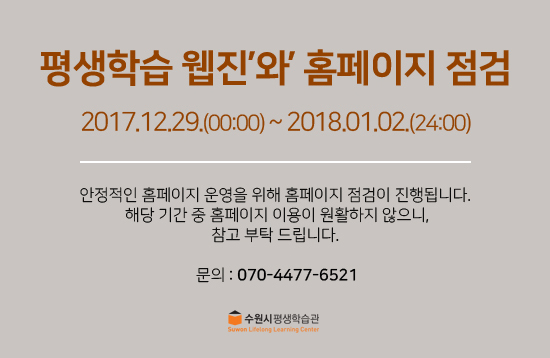 평생학습 웹진'와' 홈페이지 점검
2017.12.29.(00:00) ~ 2018.01.02.(24:00)
안정적인 홈페이지 운영을 위해 홈페이지 점검이 진행됩니다.
해당 기간 중 홈페이지 이용이 원활하지 않으니,
참고 부탁 드립니다.
문의 : 070-4477-6521
수원시평생학습관
Suwon Lifelong Learning Center